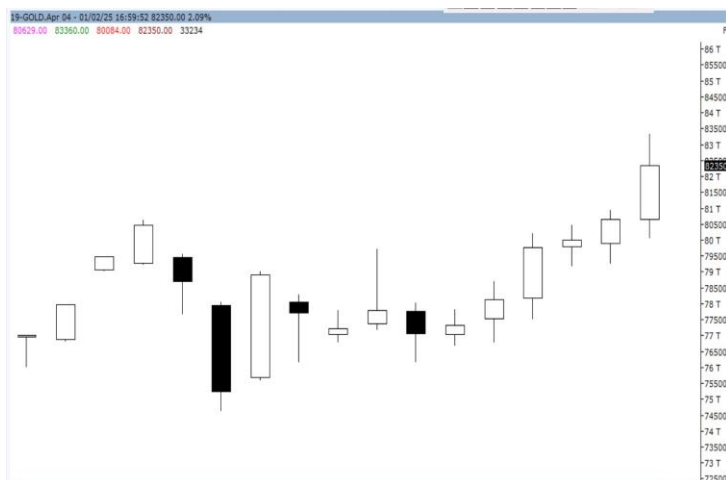 19-GOLD.Apr 04 - 01/02/25 16:59:52 82350.00 2.09%
80629.00 83360.00 80084.00 82350.00 33234
86 T
85500
85 T
84500
84 T
83500
83 T
82350
82 T
81500
81 T
80500
80 T
79500
79 T
78500
78 T
77500
77 T
76500
76 T
75500
75 T
74500
74 T
73500
73 T
72500